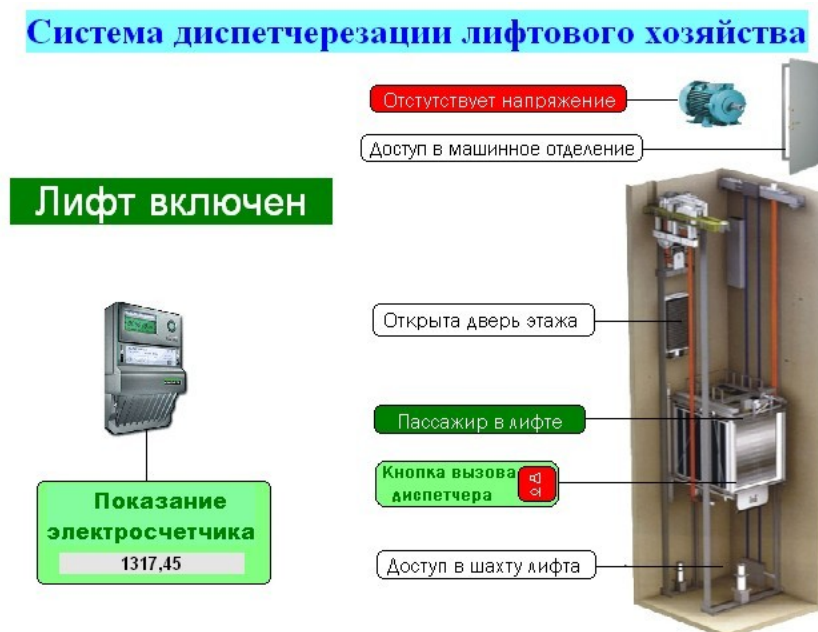 Система диспетчерезации лифтового хозяйства
Отстутствует напряжение
Доступ в машинное отделение
Лифт включен
Открыта дверь этажа
Пассажир в лифте
Кнопка вызова
диспетчера
Показание
электросчетчика
1317,45
Доступ в шахту лифта